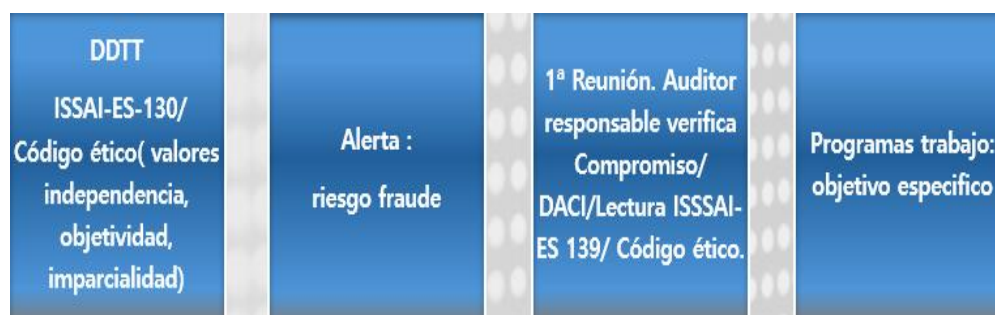 DDTT
ISSAI-ES-130/
Código ético( valores
independencia,
objetividad,
imparcialidad)
Alerta :
riesgo fraude
1ª Reunión. Auditor
responsable verifica
Compromiso/
DACI/Lectura ISSSAI-
ES 139/ Código ético.
Programas trabajo:
objetivo especifico